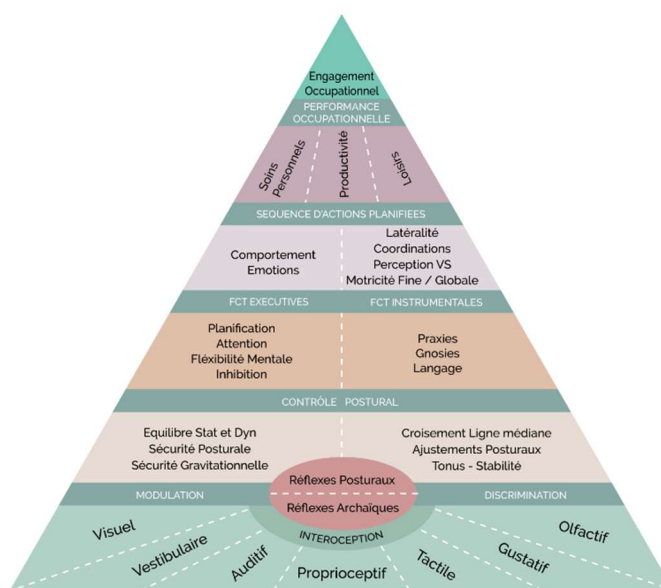 Engagement
Occupationnel
PERFORMANCE
OCCUPATIONNELLE
Soins
Personnels
Productivité
Loisirs
SEQUENCE D'ACTIONS PLANIFIEES
Comportement
Emotions
Latéralité
Coordinations
Perception VS
Motricité Fine / Globale
FCT EXECUTIVES
FCT INSTRUMENTALES
Planification
Attention
Fléxibilité Mentale
Inhibition
Praxies
Gnosies
Langage
CONTRÔLE POSTURAL
Equilibre Stat et Dyn
Sécurité Posturale
Sécurité Gravitationnelle
Croisement Ligne médiane
Ajustements Posturaux
Tonus - Stabilité
Réflexes Posturaux
Réflexes Archaïques
MODULATION
DISCRIMINATION
INTEROCEPTION
Visuel
Vestibulaire
Auditif
Proprioceptif
Tactile
Gustatif
Olfactif